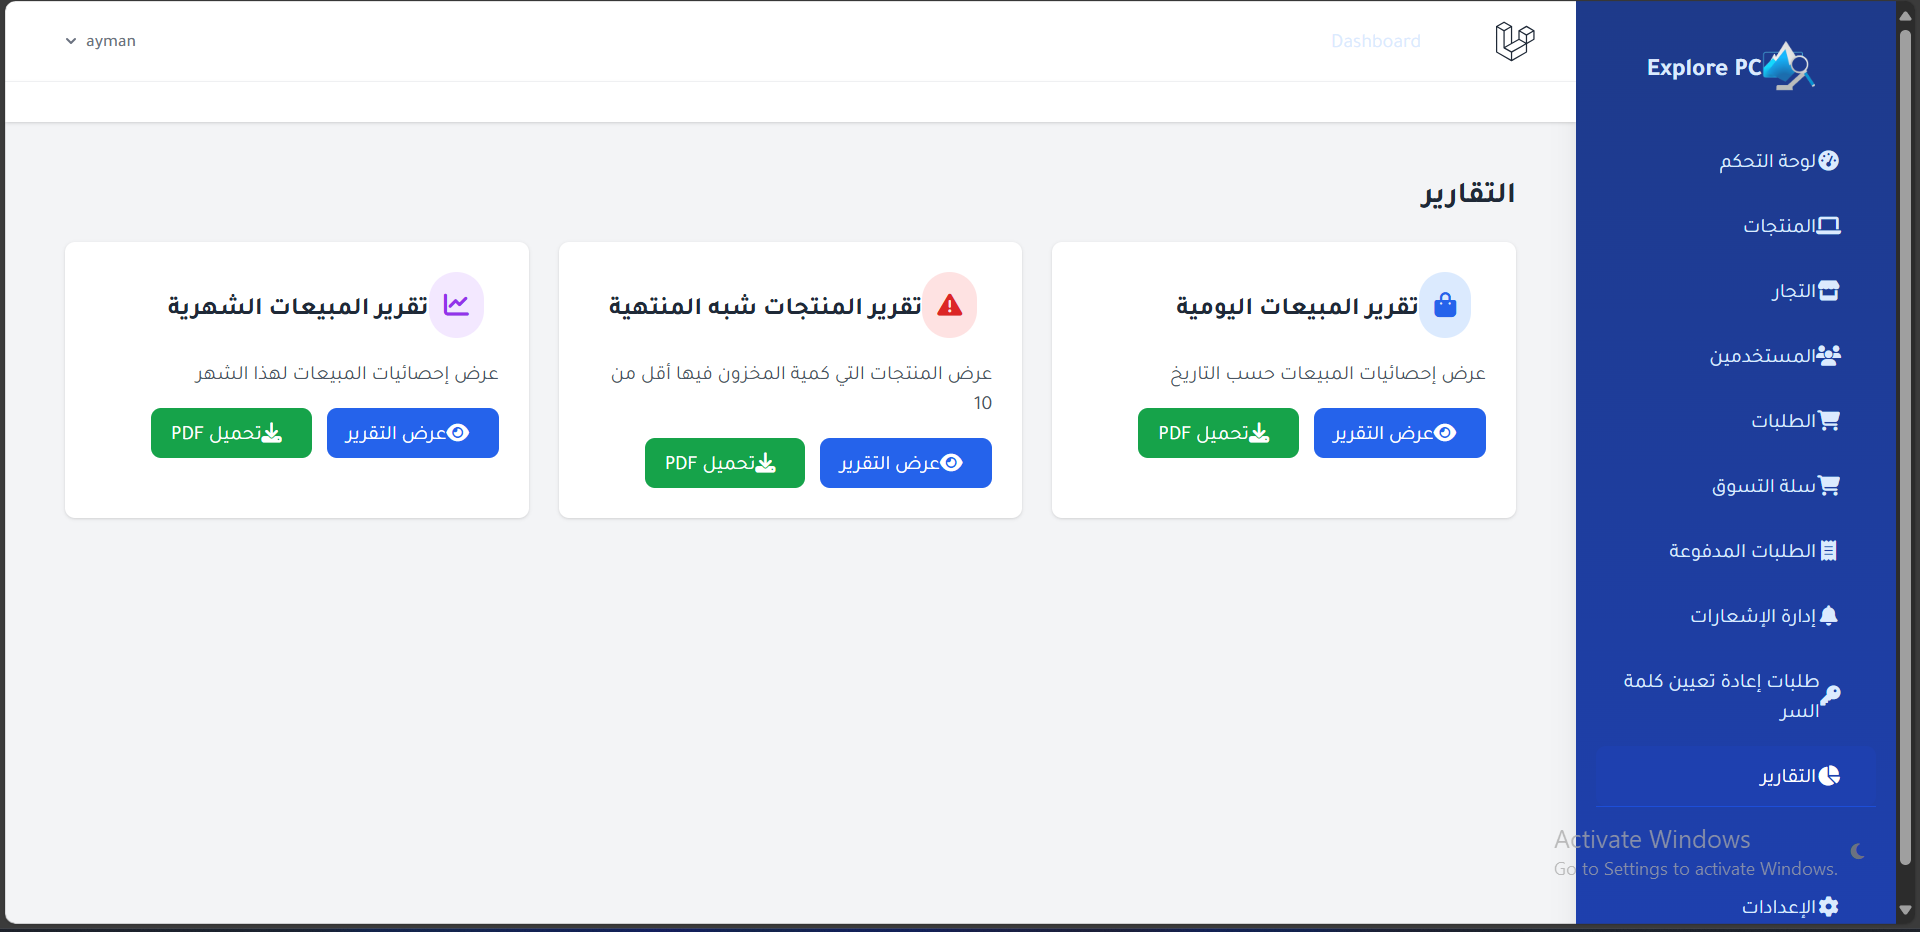 Explore PC
لوحة التحكم
المنتجات
التجار
المستخدمين
الطلبات
سلة التسوق
الطلبات المدفوعة
إدارة الإشعارات
طلبات إعادة تعيين كلمة
السر
التقارير
الإعدادات
Dashboard
ayman
التقارير
تقرير المبيعات اليومية
عرض إحصائيات المبيعات حسب التاريخ
عرض التقرير
تحميل PDF
تقرير المنتجات شبه المنتهية
عرض المنتجات التي كمية المخزون فيها أقل من
10
عرض التقرير
تحميل PDF
تقرير المبيعات الشهرية
عرض إحصائيات المبيعات لهذا الشهر
عرض التقرير
تحميل PDF
Activate Windows
Go to Settings to activate Windows.